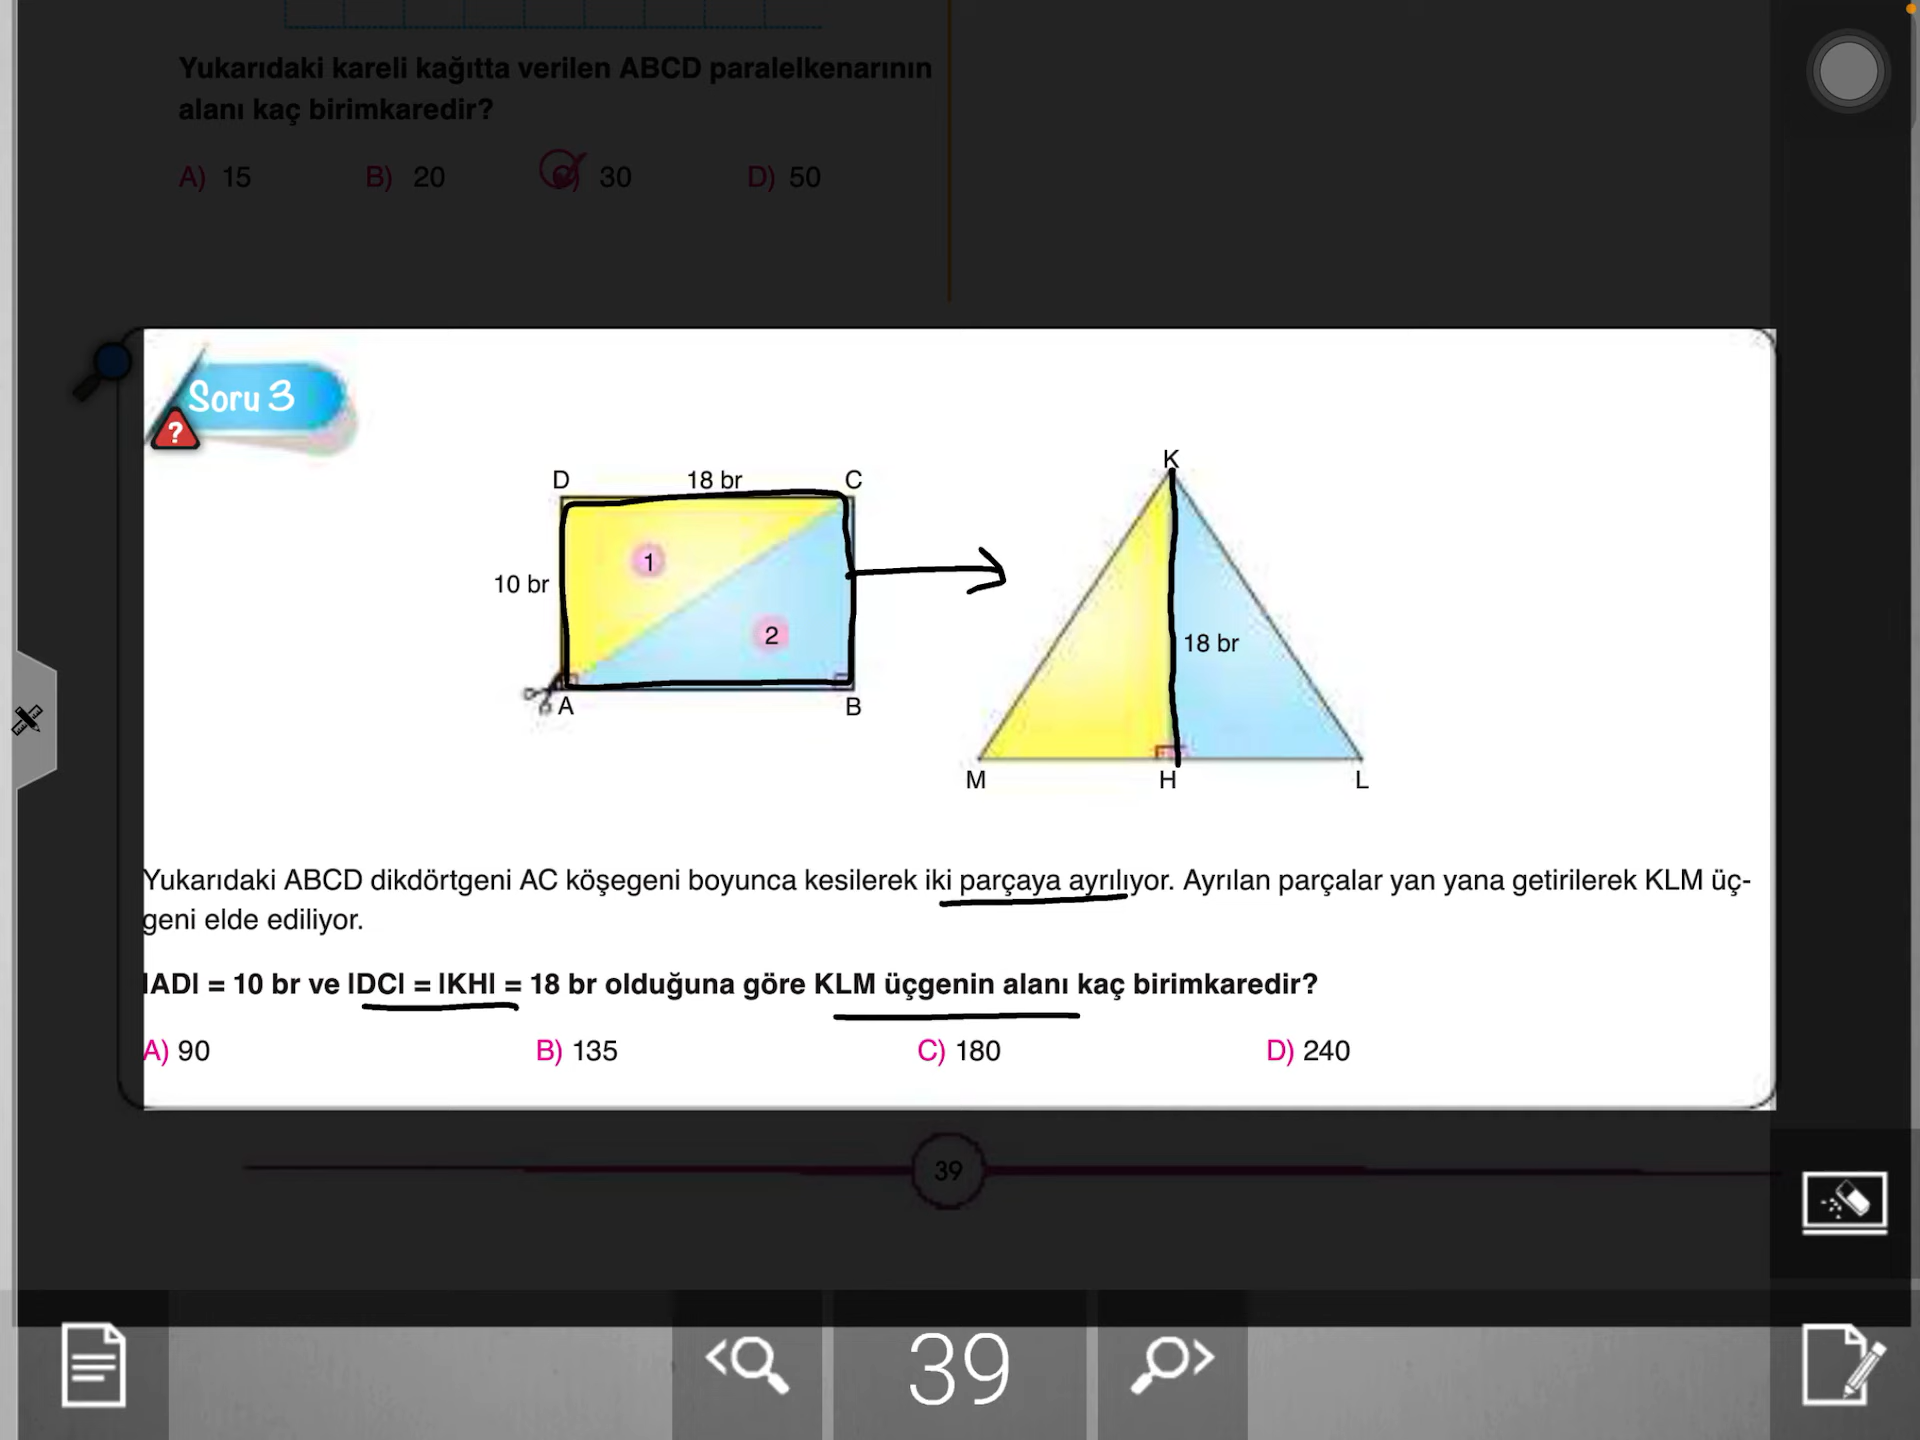 Yukarıdaki kareli kağıtta verilen ABCD paralelkenarının
alanı kaç birimkaredir?
A) 15 B) 20 C) 30 D) 50
Soru 3
?
D 18 br C
K
1
10 br
2
18 br
A B
M H L
Yukarıdaki ABCD dikdörtgeni AC köşegeni boyunca kesilerek iki parçaya ayrılıyor. Ayrılan parçalar yan yana getirilerek KLM üç-
geni elde ediliyor.
|AD| = 10 br ve |DC| = |KH| = 18 br olduğuna göre KLM üçgenin alanı kaç birimkaredir?
A) 90 B) 135 C) 180 D) 240
39
39